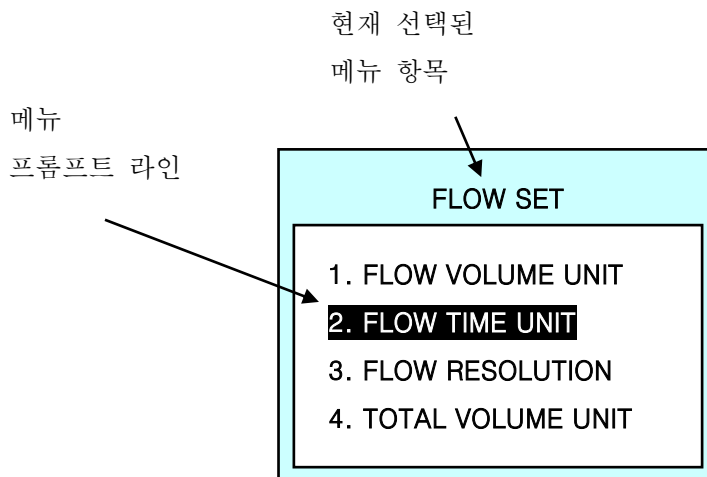 현재 선택된
메뉴 항목
메뉴
프롬프트 라인
FLOW SET
1. FLOW VOLUME UNIT
2. FLOW TIME UNIT
3. FLOW RESOLUTION
4. TOTAL VOLUME UNIT